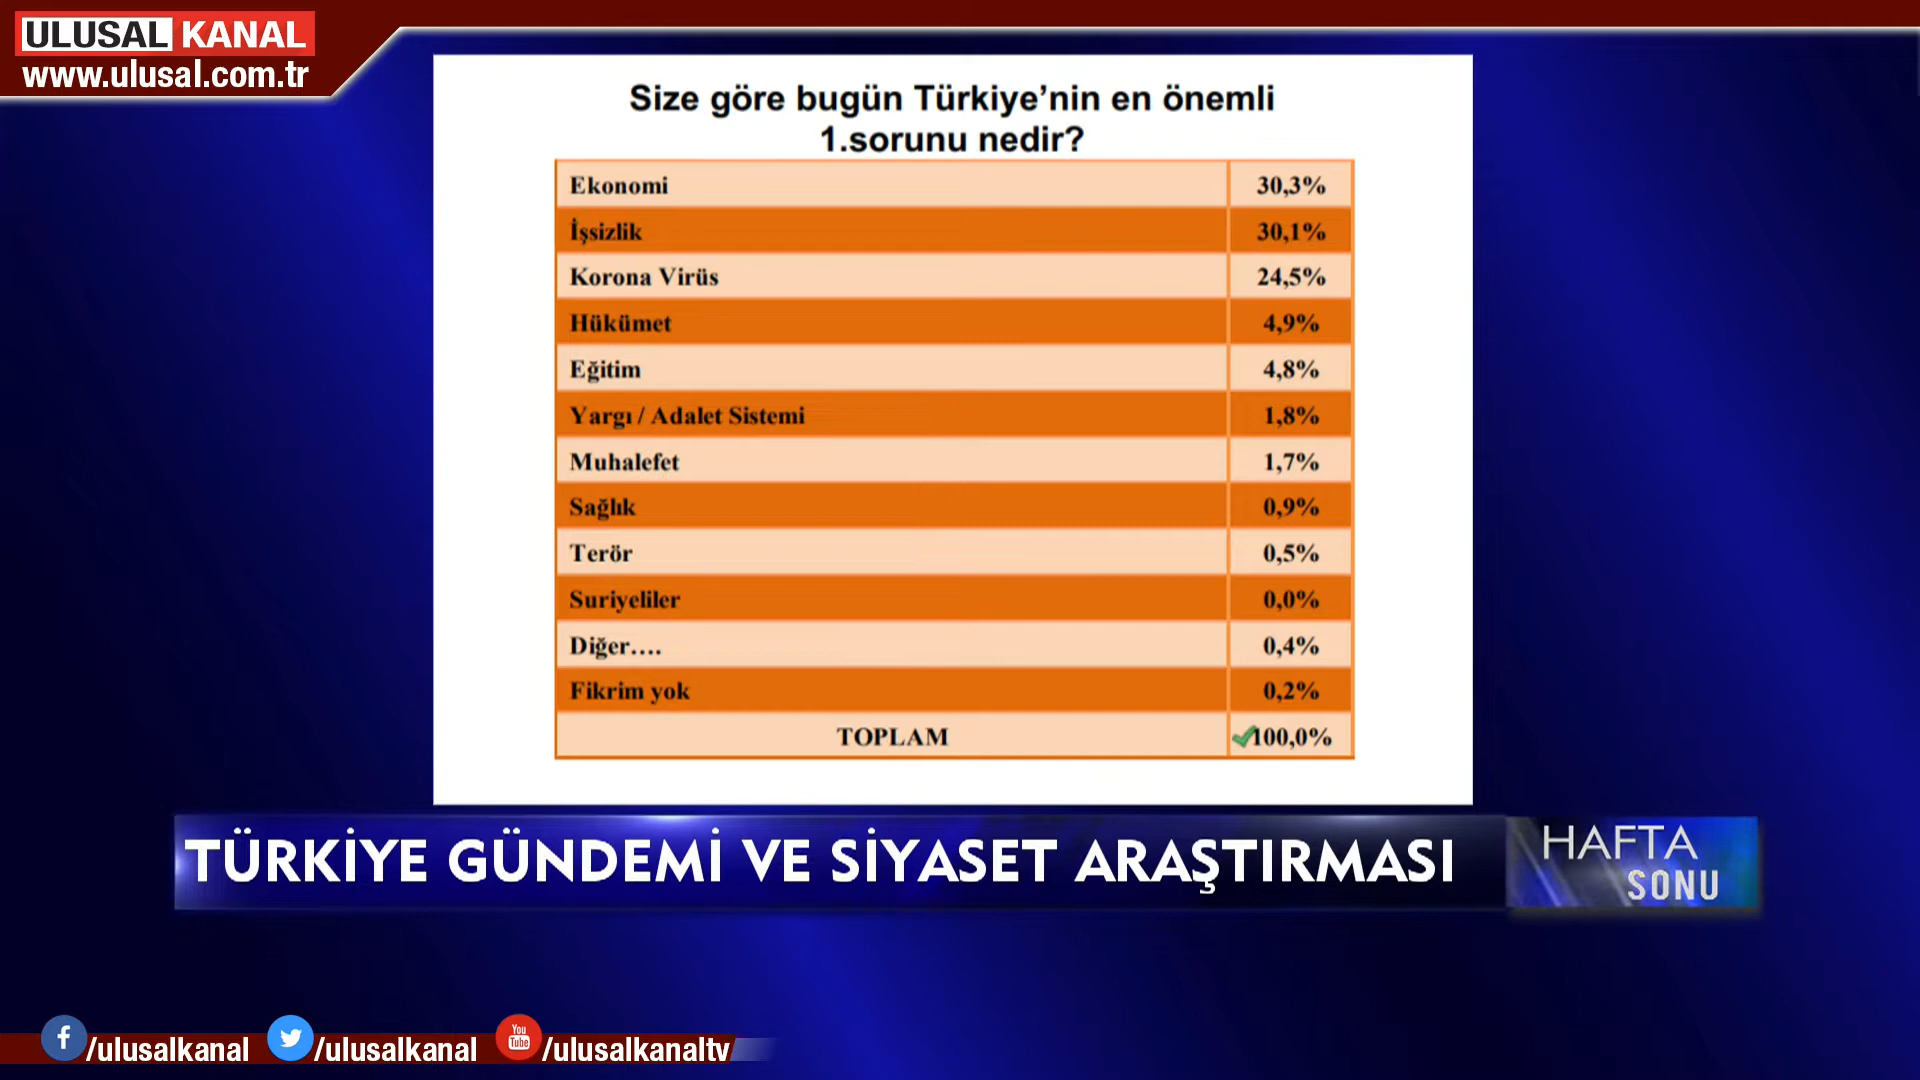 ULUSAL KANAL
www.ulusal.com.tr
Size göre bugün Türkiye’nin en önemli
1.sorunu nedir?
Ekonomi 30,3%
İşsizlik 30,1%
Korona Virüs 24,5%
Hükümet 4,9%
Eğitim 4,8%
Yargı / Adalet Sistemi 1,8%
Muhalefet 1,7%
Sağlık 0,9%
Terör 0,5%
Suriyeliler 0,0%
Diğer…. 0,4%
Fikrim yok 0,2%
TOPLAM 100,0%
TÜRKİYE GÜNDEMİ VE SİYASET ARAŞTIRMASI
HAFTA
SONU
/ulusalkanal /ulusalkanal You Tube /ulusalkanaltv